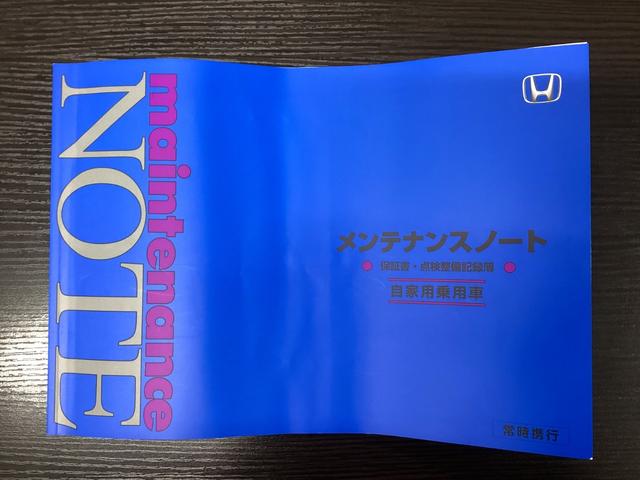 maintenance
NOTE
メンテナンスノート
● 保証書・点検整備記録簿 ●
自家用乗用車
常時携行